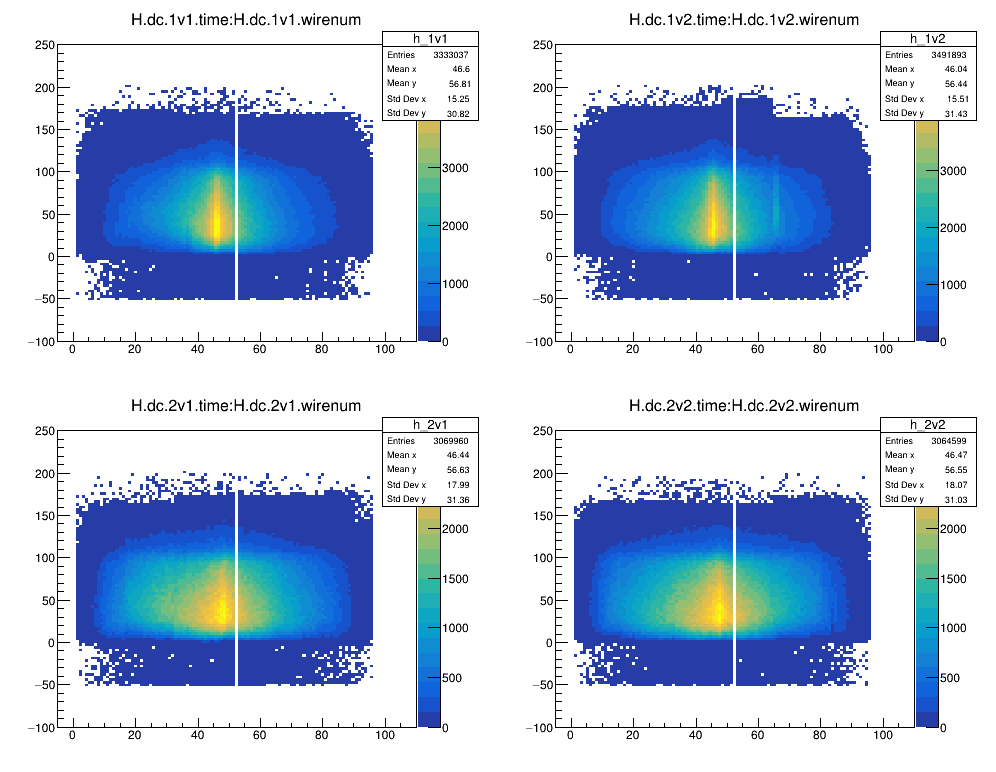 H.dc.1v1.time:H.dc.1v1.wirenum
h_1v1
Entries 3333037
Mean x 46.6
Mean y 56.81
Std Dev x 15.25
Std Dev y 30.82
250
200
150
100
50
0
−50
−100
0 20 40 60 80 100
3000
2000
1000
0
H.dc.1v2.time:H.dc.1v2.wirenum
h_1v2
Entries 3491893
Mean x 46.04
Mean y 56.44
Std Dev x 15.51
Std Dev y 31.43
250
200
150
100
50
0
−50
−100
0 20 40 60 80 100
3000
2000
1000
0
H.dc.2v1.time:H.dc.2v1.wirenum
h_2v1
Entries 3069960
Mean x 46.44
Mean y 56.63
Std Dev x 17.99
Std Dev y 31.36
250
200
150
100
50
0
−50
−100
0 20 40 60 80 100
2000
1500
1000
500
0
H.dc.2v2.time:H.dc.2v2.wirenum
h_2v2
Entries 3064599
Mean x 46.47
Mean y 56.55
Std Dev x 18.07
Std Dev y 31.03
250
200
150
100
50
0
−50
−100
0 20 40 60 80 100
2000
1500
1000
500
0